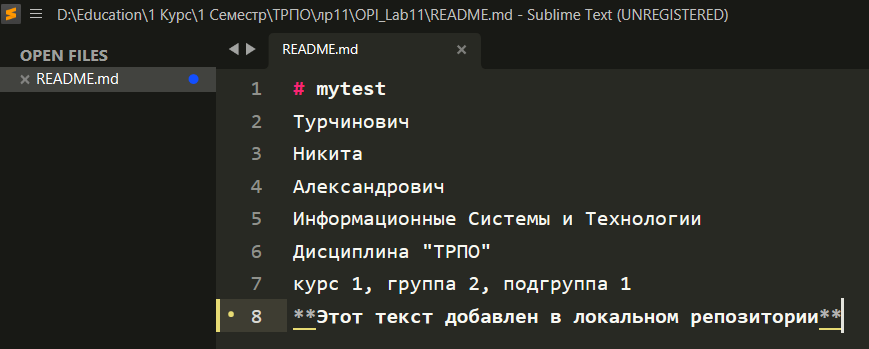 D:\Education\1 Курс\1 Семестр\ТРПО\лр11\OPI_Lab11\README.md - Sublime Text (UNREGISTERED)
OPEN FILES
README.md
README.md
1 # mytest
2 Турчинович
3 Никита
4 Александрович
5 Информационные Системы и Технологии
6 Дисциплина "ТРПО"
7 курс 1, группа 2, подгруппа 1
8 **Этот текст добавлен в локальном репозитории**